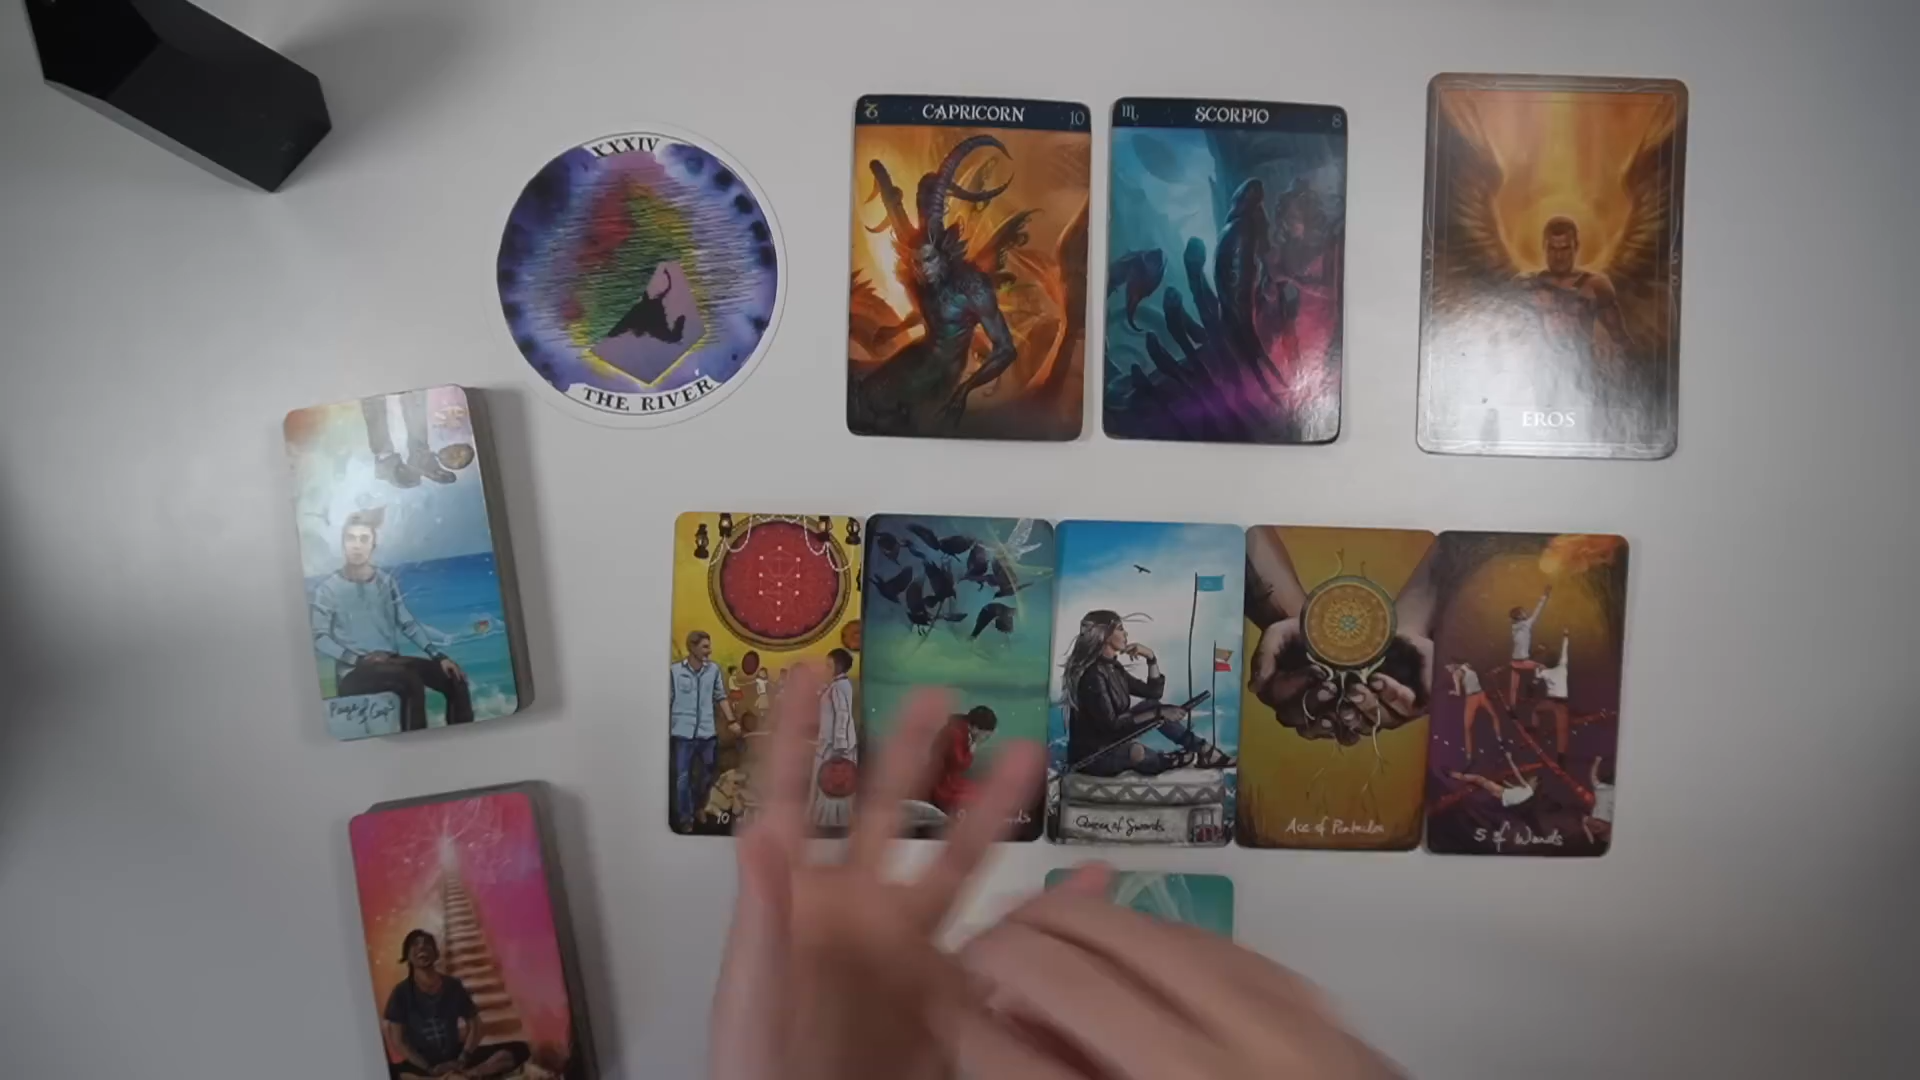 XXXIV
THE RIVER
CAPRICORN
10
SCORPIO
8
EROS
Page of Cups
10
Queen of Swords
Ace of Pentacles
5 of Wands